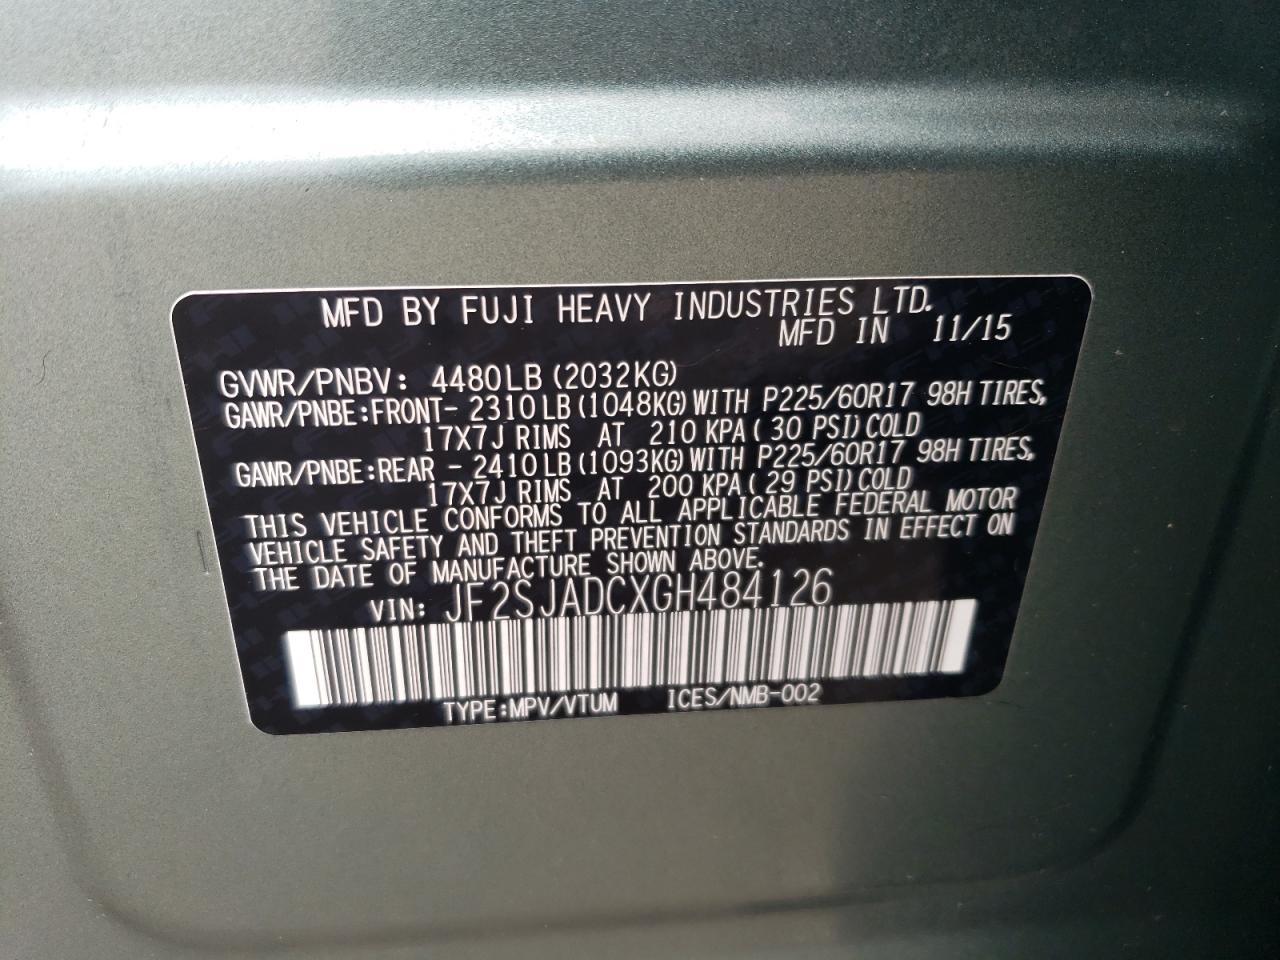 MFD BY FUJI HEAVY INDUSTRIES LTD.
MFD IN 11/15
GVWR/PNBV: 4480LB (2032KG)
GAWR/PNBE:FRONT- 2310 LB (1048KG) WITH P225/60R17 98H TIRES,
17X7J RIMS AT 210 KPA ( 30 PSI) COLD
GAWR/PNBE:REAR - 2410 LB (1093KG) WITH P225/60R17 98H TIRES,
17X7J RIMS AT 200 KPA ( 29 PSI) COLD
THIS VEHICLE CONFORMS TO ALL APPLICABLE FEDERAL MOTOR
VEHICLE SAFETY AND THEFT PREVENTION STANDARDS IN EFFECT ON
THE DATE OF MANUFACTURE SHOWN ABOVE.
VIN: JF2SJADCXGH484126
TYPE:MPV/VTUM ICES/NMB-002